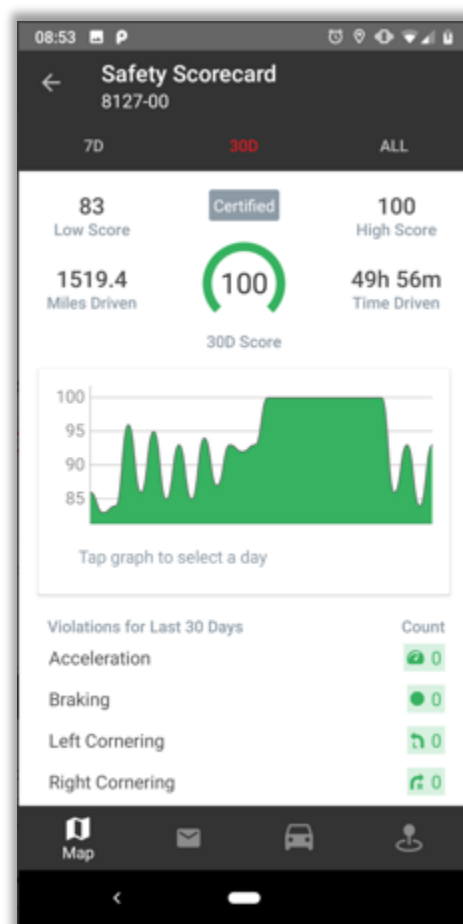 08:53
Safety Scorecard
8127-00
7D 30D ALL
83 Certified 100
Low Score High Score
1519.4 100 49h 56m
Miles Driven Time Driven
30D Score
100
95
90
85
Tap graph to select a day
Violations for Last 30 Days Count
Acceleration 0
Braking 0
Left Cornering 0
Right Cornering 0
Map